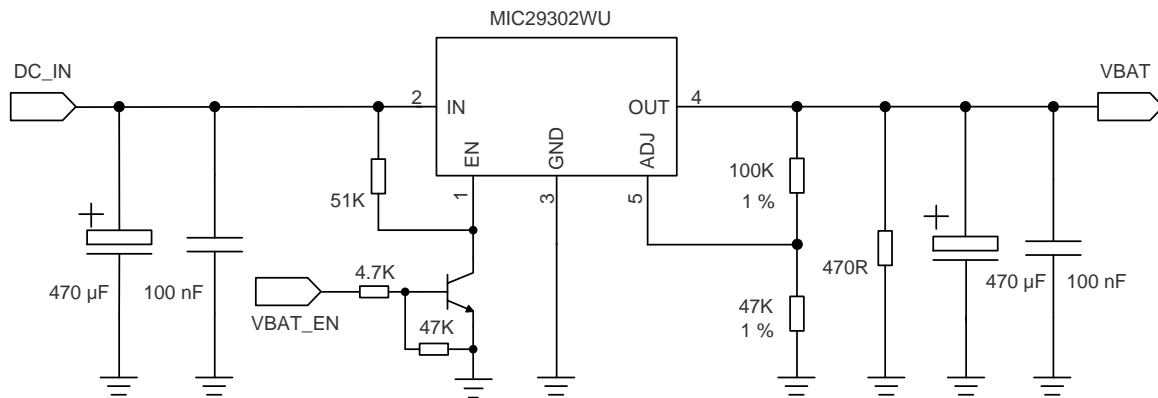 MIC29302WU
DC_IN
VBAT
2
IN
OUT
4
EN
GND
ADJ
1
3
5
51K
100K
1 %
+
470 µF
100 nF
4.7K
VBAT_EN
47K
47K
1 %
470R
+
470 µF
100 nF